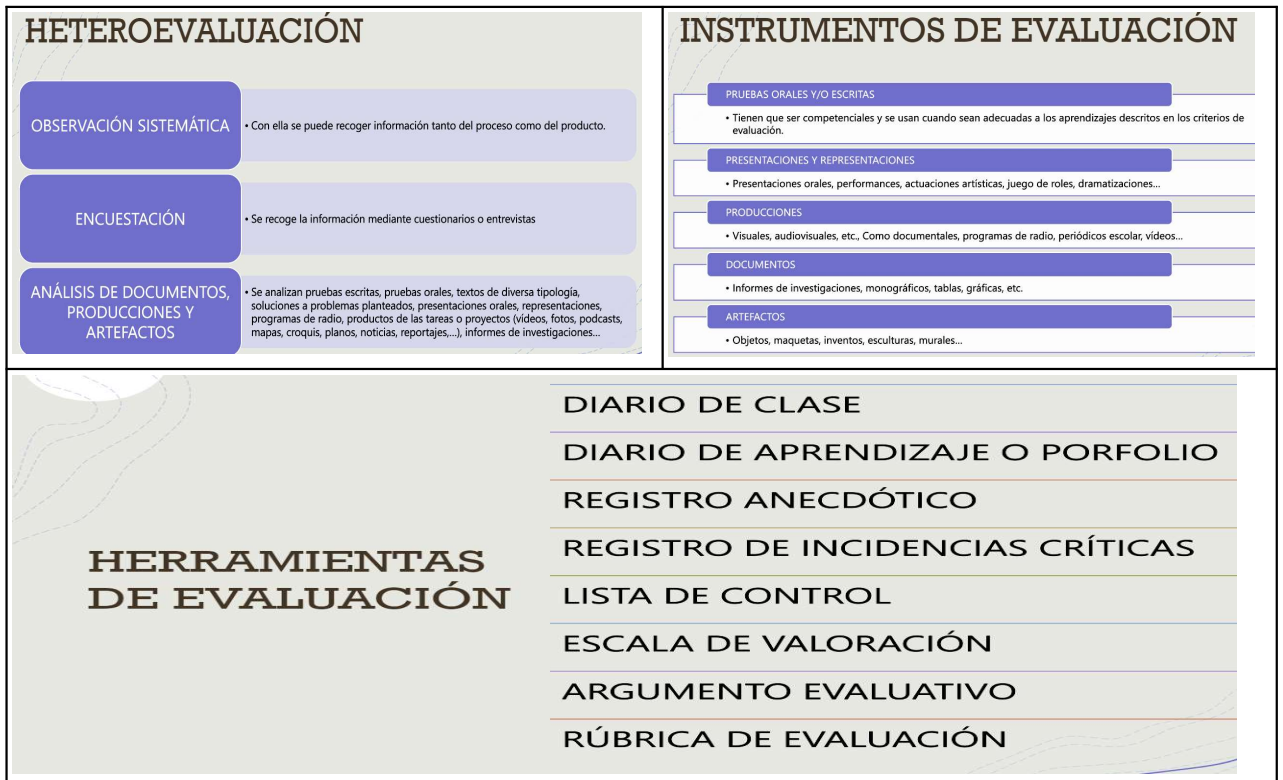 HETEROEVALUACIÓN
OBSERVACIÓN SISTEMÁTICA
• Con ella se puede recoger información tanto del proceso como del producto.
ENCUESTACIÓN
• Se recoge la información mediante cuestionarios o entrevistas
ANÁLISIS DE DOCUMENTOS,
PRODUCCIONES Y
ARTEFACTOS
• Se analizan pruebas escritas, pruebas orales, textos de diversa tipología,
soluciones a problemas planteados, presentaciones orales, representaciones,
programas de radio, productos de las tareas o proyectos (vídeos, fotos, podcasts,
mapas, croquis, planos, noticias, reportajes,...), informes de investigaciones...
INSTRUMENTOS DE EVALUACIÓN
PRUEBAS ORALES Y/O ESCRITAS
• Tienen que ser competenciales y se usan cuando sean adecuadas a los aprendizajes descritos en los criterios de
evaluación.
PRESENTACIONES Y REPRESENTACIONES
• Presentaciones orales, performances, actuaciones artísticas, juego de roles, dramatizaciones...
PRODUCCIONES
• Visuales, audiovisuales, etc., Como documentales, programas de radio, periódicos escolar, vídeos...
DOCUMENTOS
• Informes de investigaciones, monográficos, tablas, gráficas, etc.
ARTEFACTOS
• Objetos, maquetas, inventos, esculturas, murales...
HERRAMIENTAS
DE EVALUACIÓN
DIARIO DE CLASE
DIARIO DE APRENDIZAJE O PORFOLIO
REGISTRO ANECDÓTICO
REGISTRO DE INCIDENCIAS CRÍTICAS
LISTA DE CONTROL
ESCALA DE VALORACIÓN
ARGUMENTO EVALUATIVO
RÚBRICA DE EVALUACIÓN